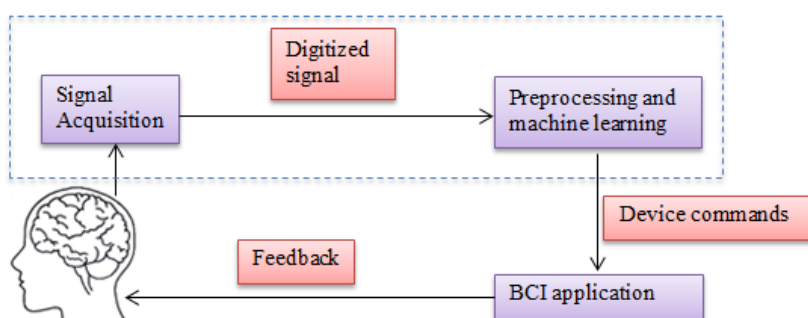 Digitized
signal
Signal
Acquisition
Preprocessing and
machine learning
Device commands
Feedback
BCI application